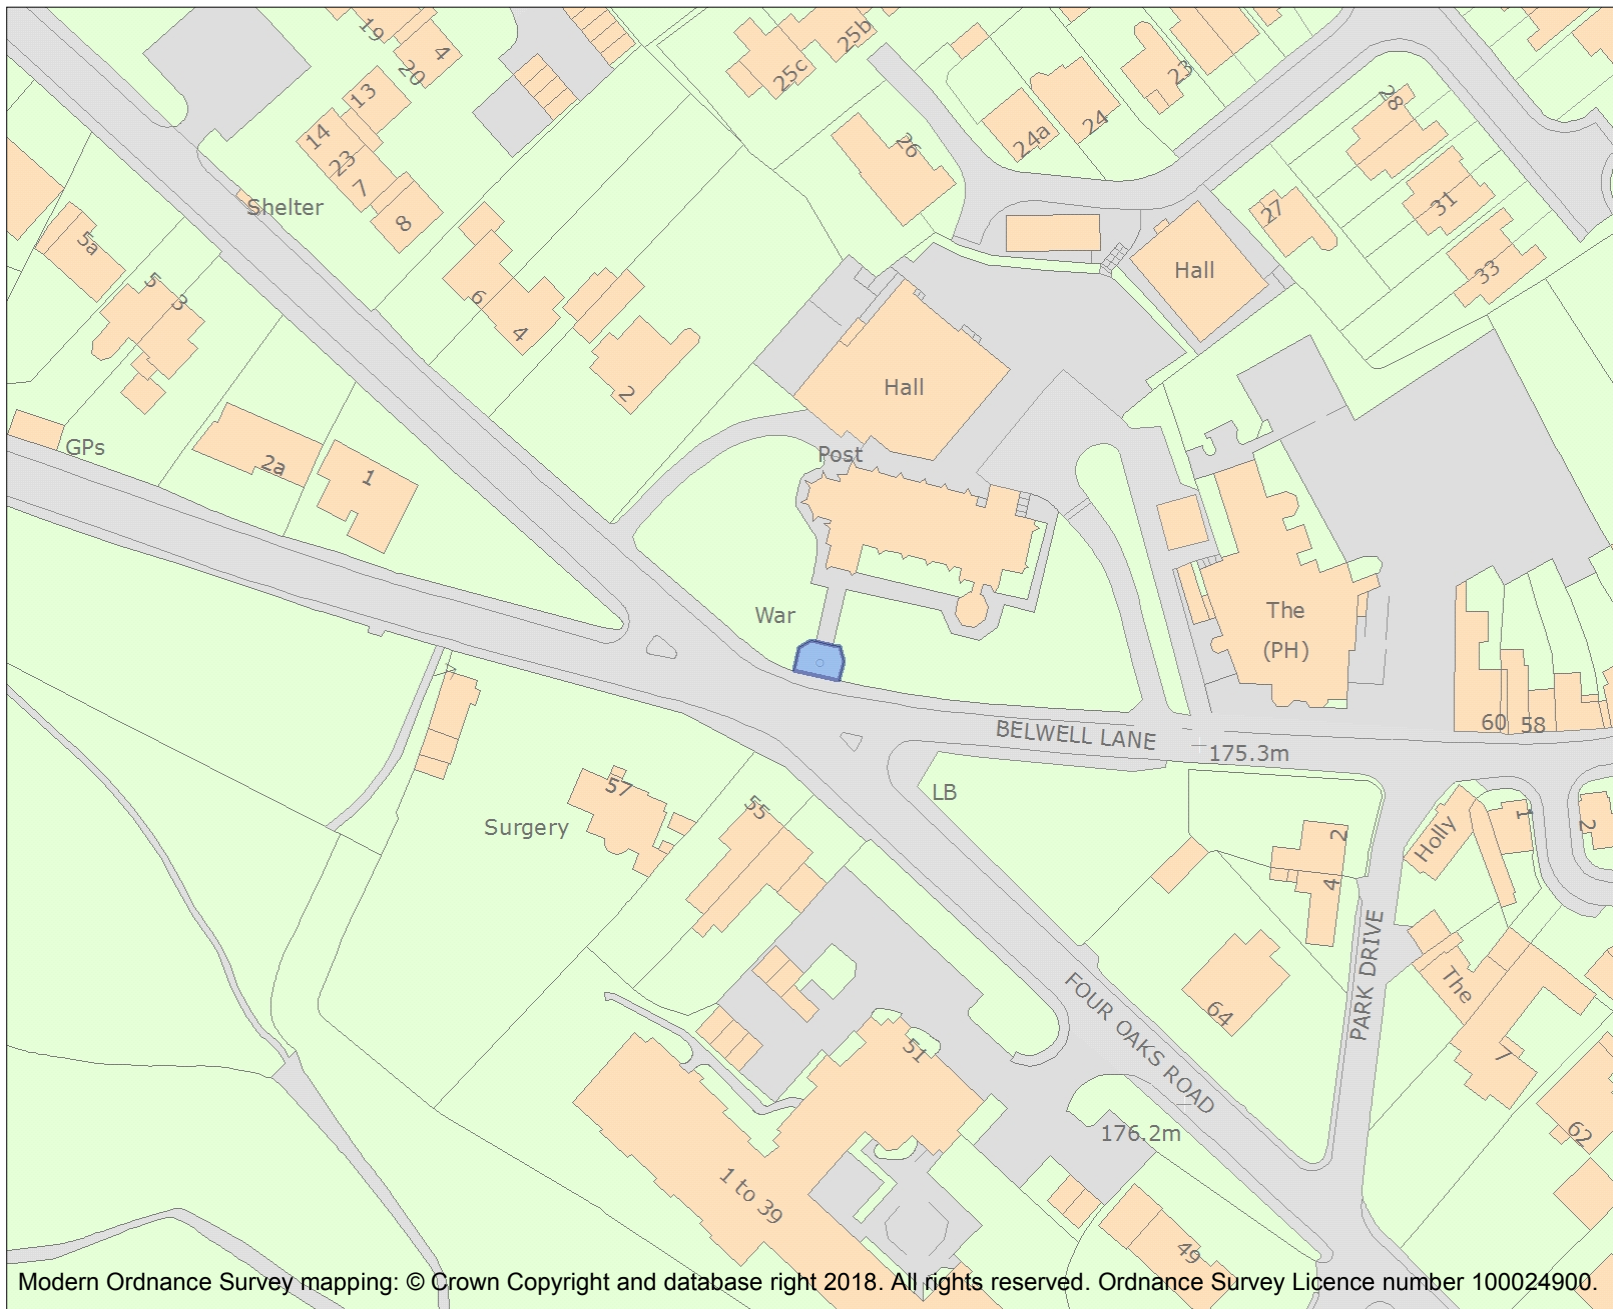 19
4
20
13
14
23
7
8
Shelter
25c
25b
26
24a
24
23
28
27
31
33
Hall
5a
5
3
6
4
2
Hall
GPs
2a
1
Post
War
The
(PH)
60
58
BELWELL LANE
175.3m
LB
57
Surgery
55
2
4
Holly
1
2
64
PARK DRIVE
The
7
62
FOUR OAKS ROAD
176.2m
51
1 to 39
49
Modern Ordnance Survey mapping: © Crown Copyright and database right 2018. All rights reserved. Ordnance Survey Licence number 100024900.